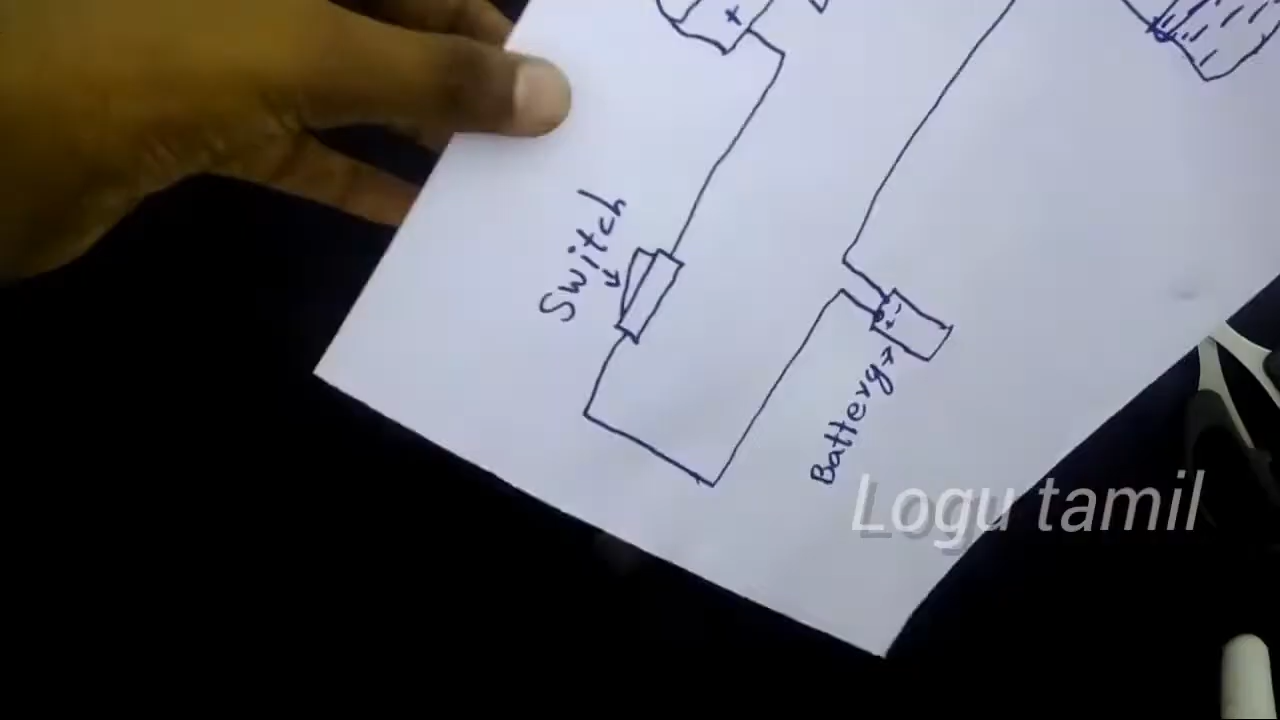 +
Switch
- +
Battery
Logu tamil